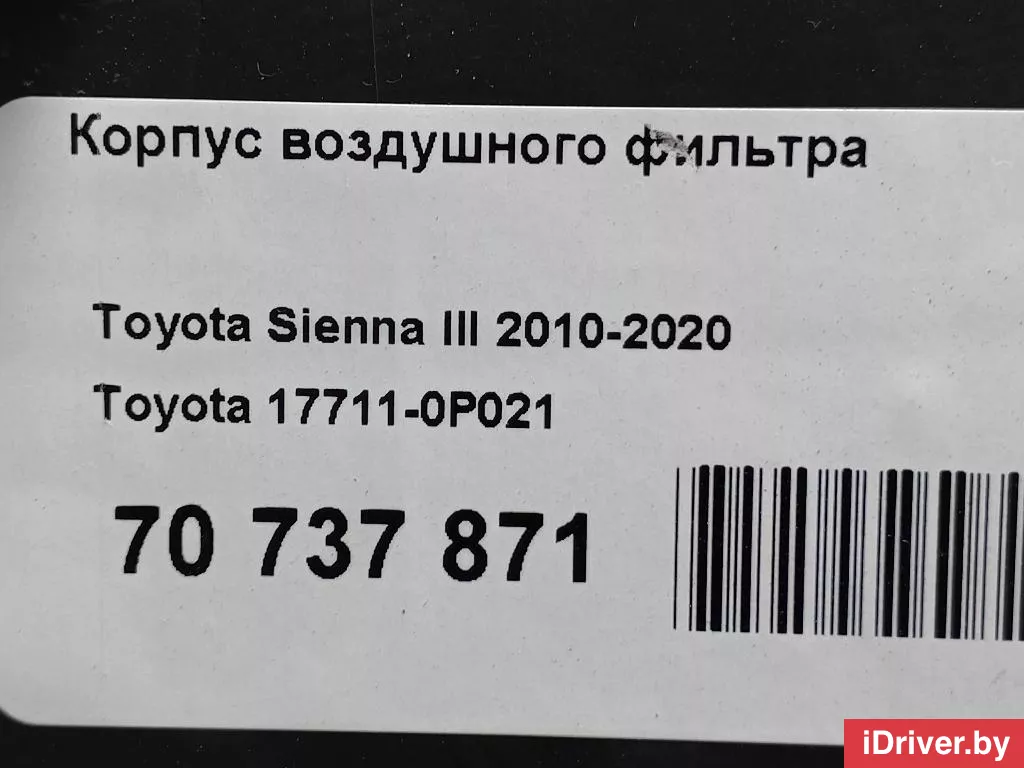 Корпус воздушного фильтра
Toyota Sienna III 2010-2020
Toyota 17711-0P021
70 737 871
iDriver.by